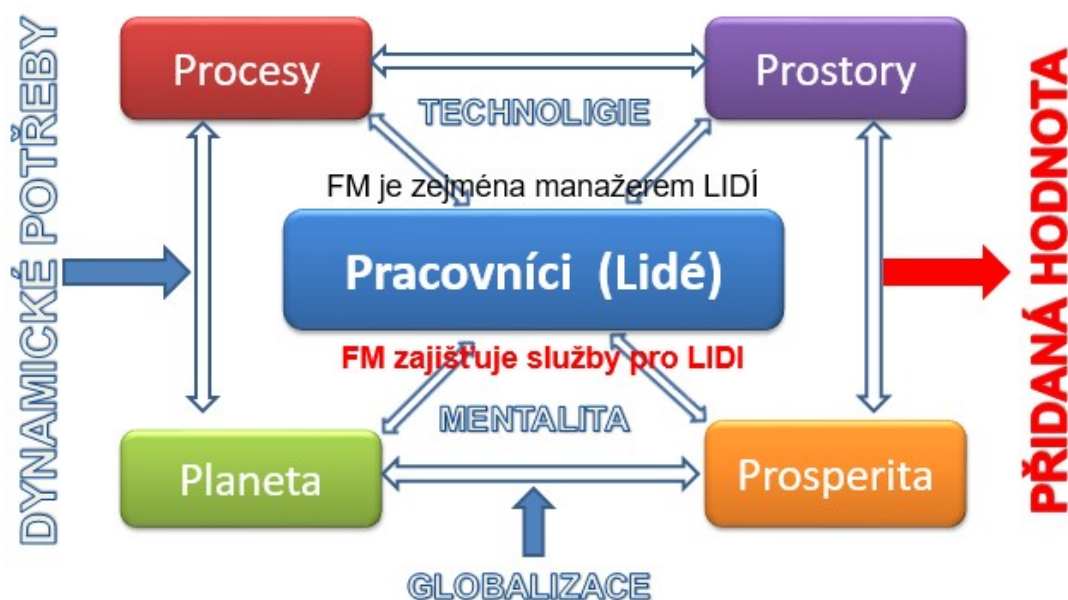 DYNAMICKÉ POTŘEBY
Procesy
Prostory
TECHNOLIGIE
FM je zejména manažerem LIDÍ
Pracovníci (Lidé)
FM zajišťuje služby pro LIDI
MENTALITA
Planeta
Prosperita
GLOBALIZACE
PŘIDANÁ HODNOTA